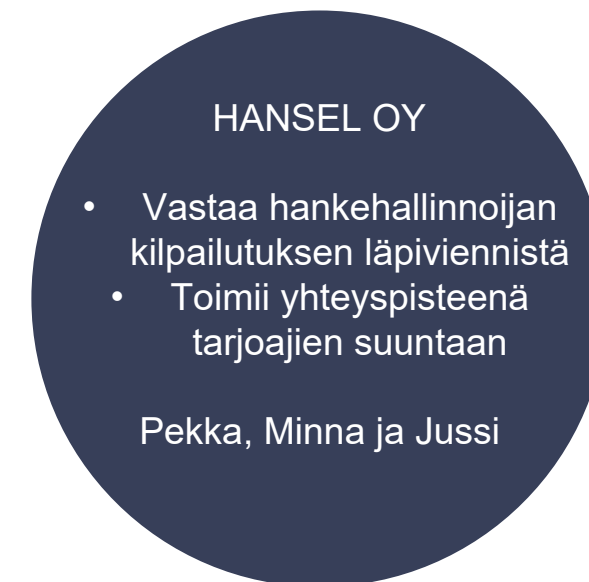 HANSEL OY
• Vastaa hankehallinnoijan
kilpailutuksen läpiviennistä
• Toimii yhteyspisteenä
tarjoajien suuntaan
Pekka, Minna ja Jussi